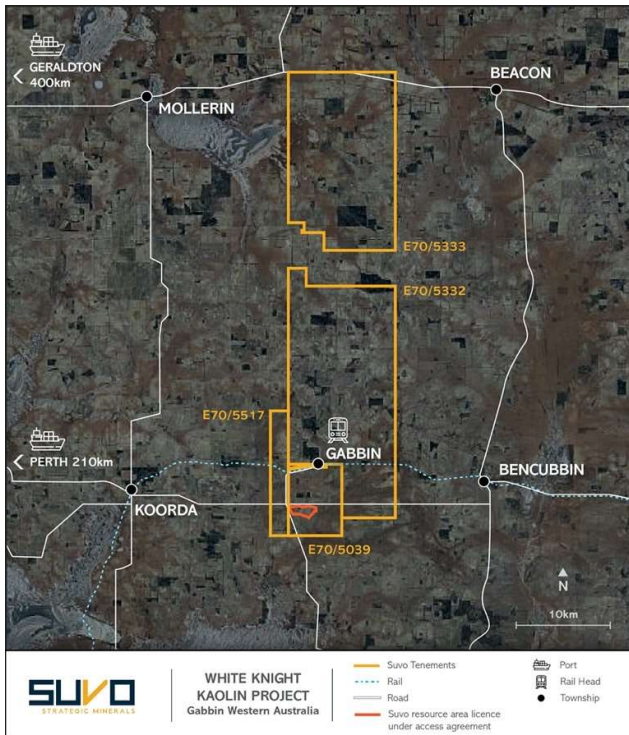 GERALDTON
400km
BEACON
MOLLERIN
E70/5333
E70/5332
E70/5517
GABBIN
PERTH 210km
BENCUBBIN
KOORDA
E70/5039
N
10km
SUVO
STRATEGIC MINERALS
WHITE KNIGHT
KAOLIN PROJECT
Gabbin Western Australia
Suvo Tenements
Rail
Road
Suvo resource area licence
under access agreement
Port
Rail Head
Township